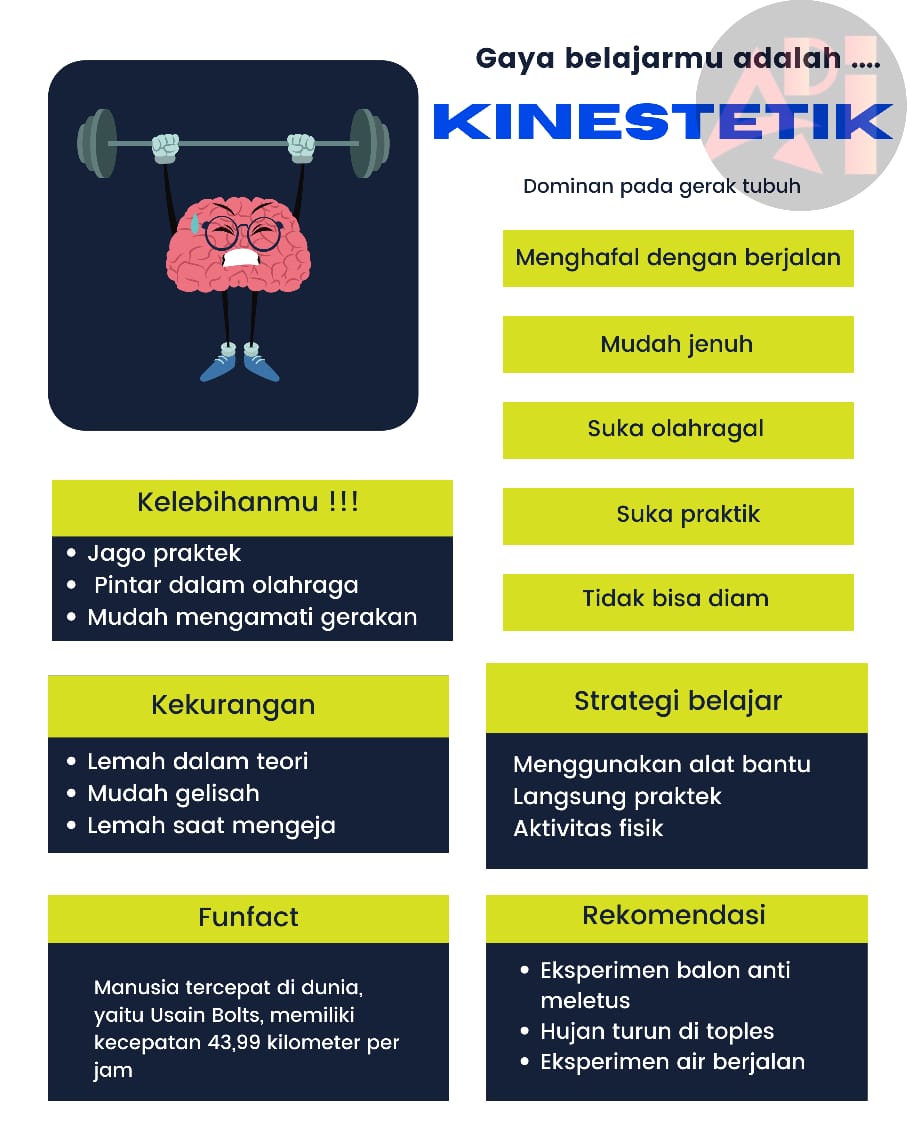 Gaya belajarmu adalah ....
KINESTETIK
Dominan pada gerak tubuh
Menghafal dengan berjalan
Mudah jenuh
Suka olahragal
Suka praktik
Tidak bisa diam
Kelebihanmu !!!
• Jago praktek
• Pintar dalam olahraga
• Mudah mengamati gerakan
Kekurangan
• Lemah dalam teori
• Mudah gelisah
• Lemah saat mengeja
Strategi belajar
Menggunakan alat bantu
Langsung praktek
Aktivitas fisik
Funfact
Manusia tercepat di dunia,
yaitu Usain Bolts, memiliki
kecepatan 43,99 kilometer per
jam
Rekomendasi
• Eksperimen balon anti
meletus
• Hujan turun di toples
• Eksperimen air berjalan